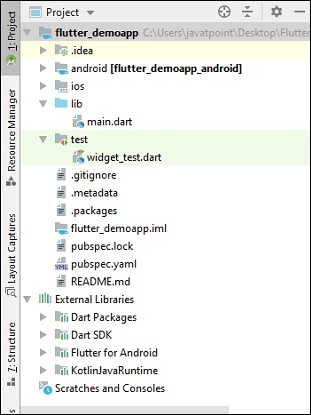 Project
flutter_demoapp C:\Users\javatpoint\Desktop\Flutter
.idea
android [flutter_demoapp_android]
ios
lib
main.dart
test
widget_test.dart
.gitignore
.metadata
.packages
flutter_demoapp.iml
pubspec.lock
pubspec.yaml
README.md
External Libraries
Dart Packages
Dart SDK
Flutter for Android
KotlinJavaRuntime
Scratches and Consoles
1: Project
Resource Manager
Layout Captures
Z: Structure